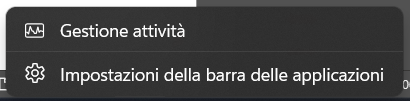 Gestione attività
Impostazioni della barra delle applicazioni